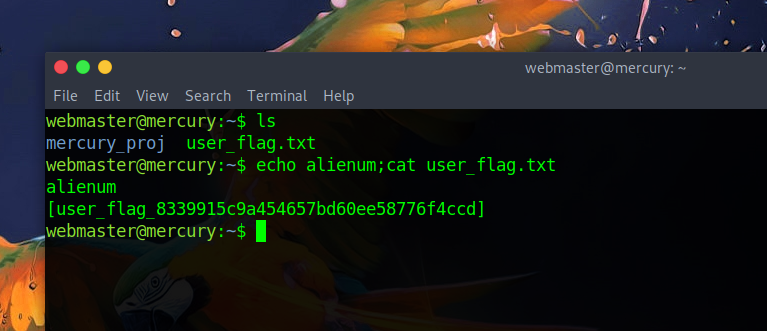 webmaster@mercury: ~
File Edit View Search Terminal Help
webmaster@mercury:~$ ls
mercury_proj  user_flag.txt
webmaster@mercury:~$ echo alienum;cat user_flag.txt
alienum
[user_flag_8339915c9a454657bd60ee58776f4ccd]
webmaster@mercury:~$